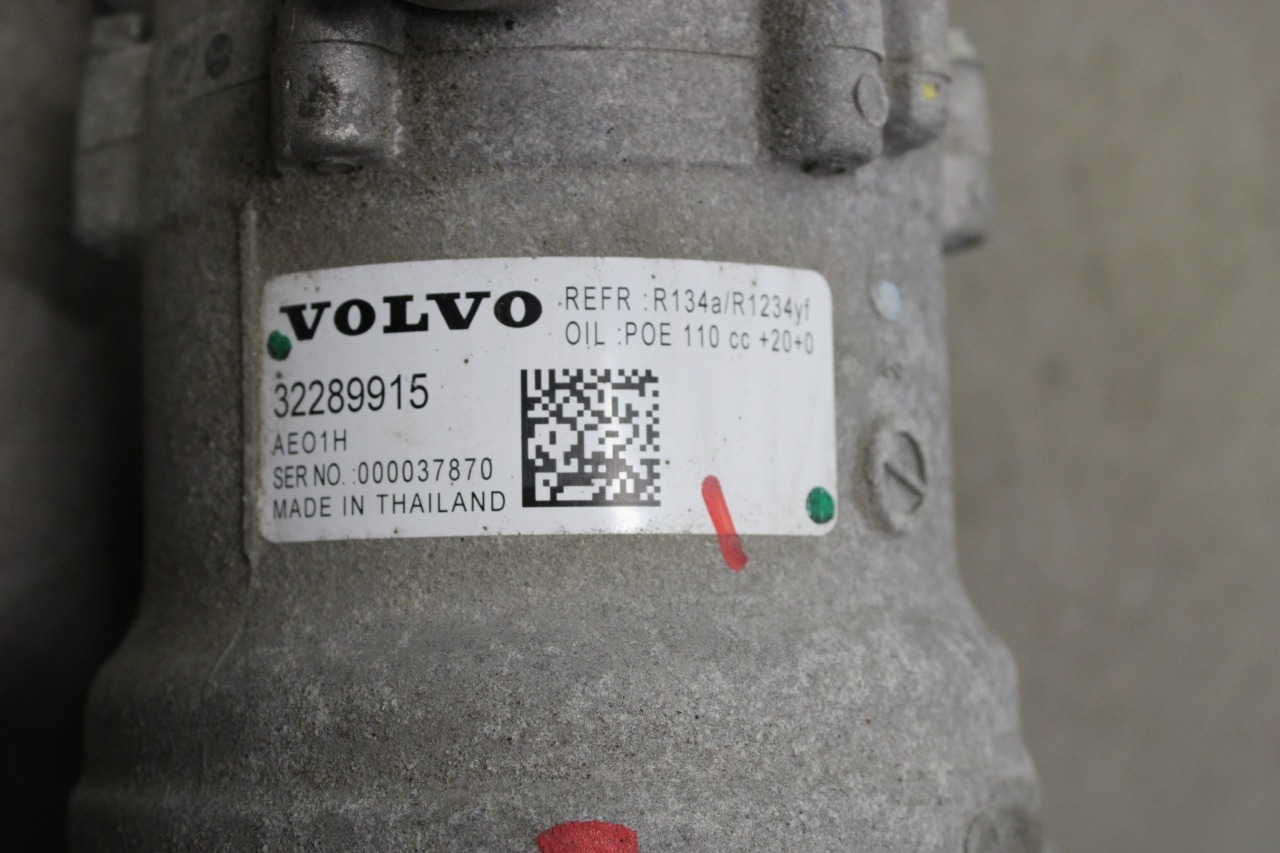 VOLVO
REFR :R134a/R1234yf
OIL :POE 110 cc +20+0
32289915
AE01H
SER NO. :000037870
MADE IN THAILAND